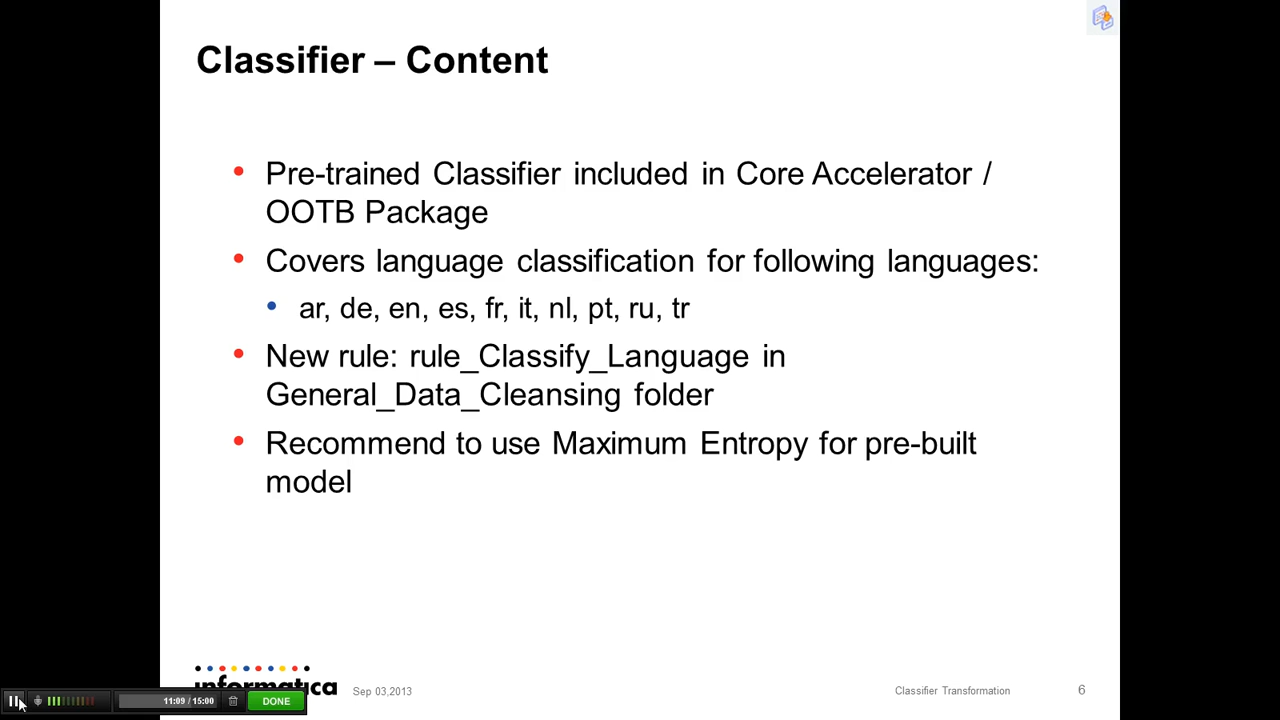 Classifier – Content
Pre-trained Classifier included in Core Accelerator /
OOTB Package
Covers language classification for following languages:
ar, de, en, es, fr, it, nl, pt, ru, tr
New rule: rule_Classify_Language in
General_Data_Cleansing folder
Recommend to use Maximum Entropy for pre-built
model
informatica
Sep 03,2013
Classifier Transformation
6
11:09 / 15:00
DONE